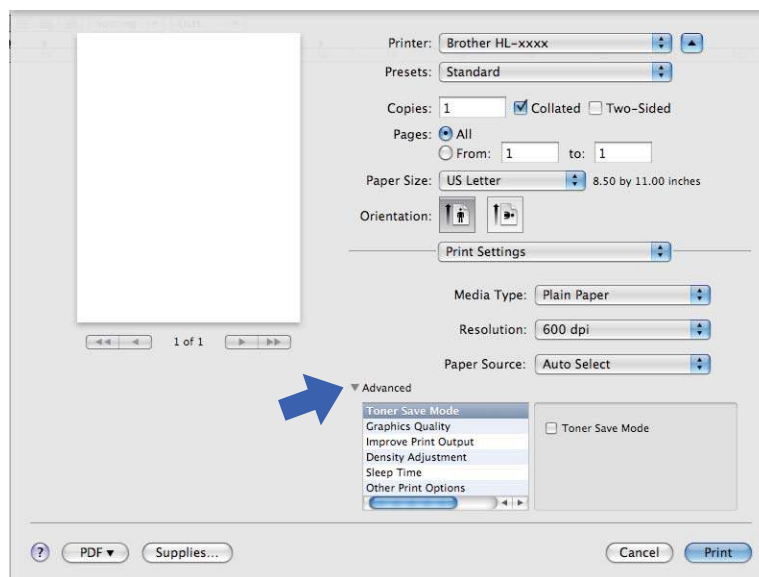 Printer: Brother HL-xxxx
Presets: Standard
Copies: 1 Collated Two-Sided
Pages: All
From: 1 to: 1
Paper Size: US Letter 8.50 by 11.00 inches
Orientation:
Print Settings
Media Type: Plain Paper
Resolution: 600 dpi
Paper Source: Auto Select
1 of 1
Advanced
Toner Save Mode
Graphics Quality
Improve Print Output
Density Adjustment
Sleep Time
Other Print Options
Toner Save Mode
? PDF Supplies... Cancel Print